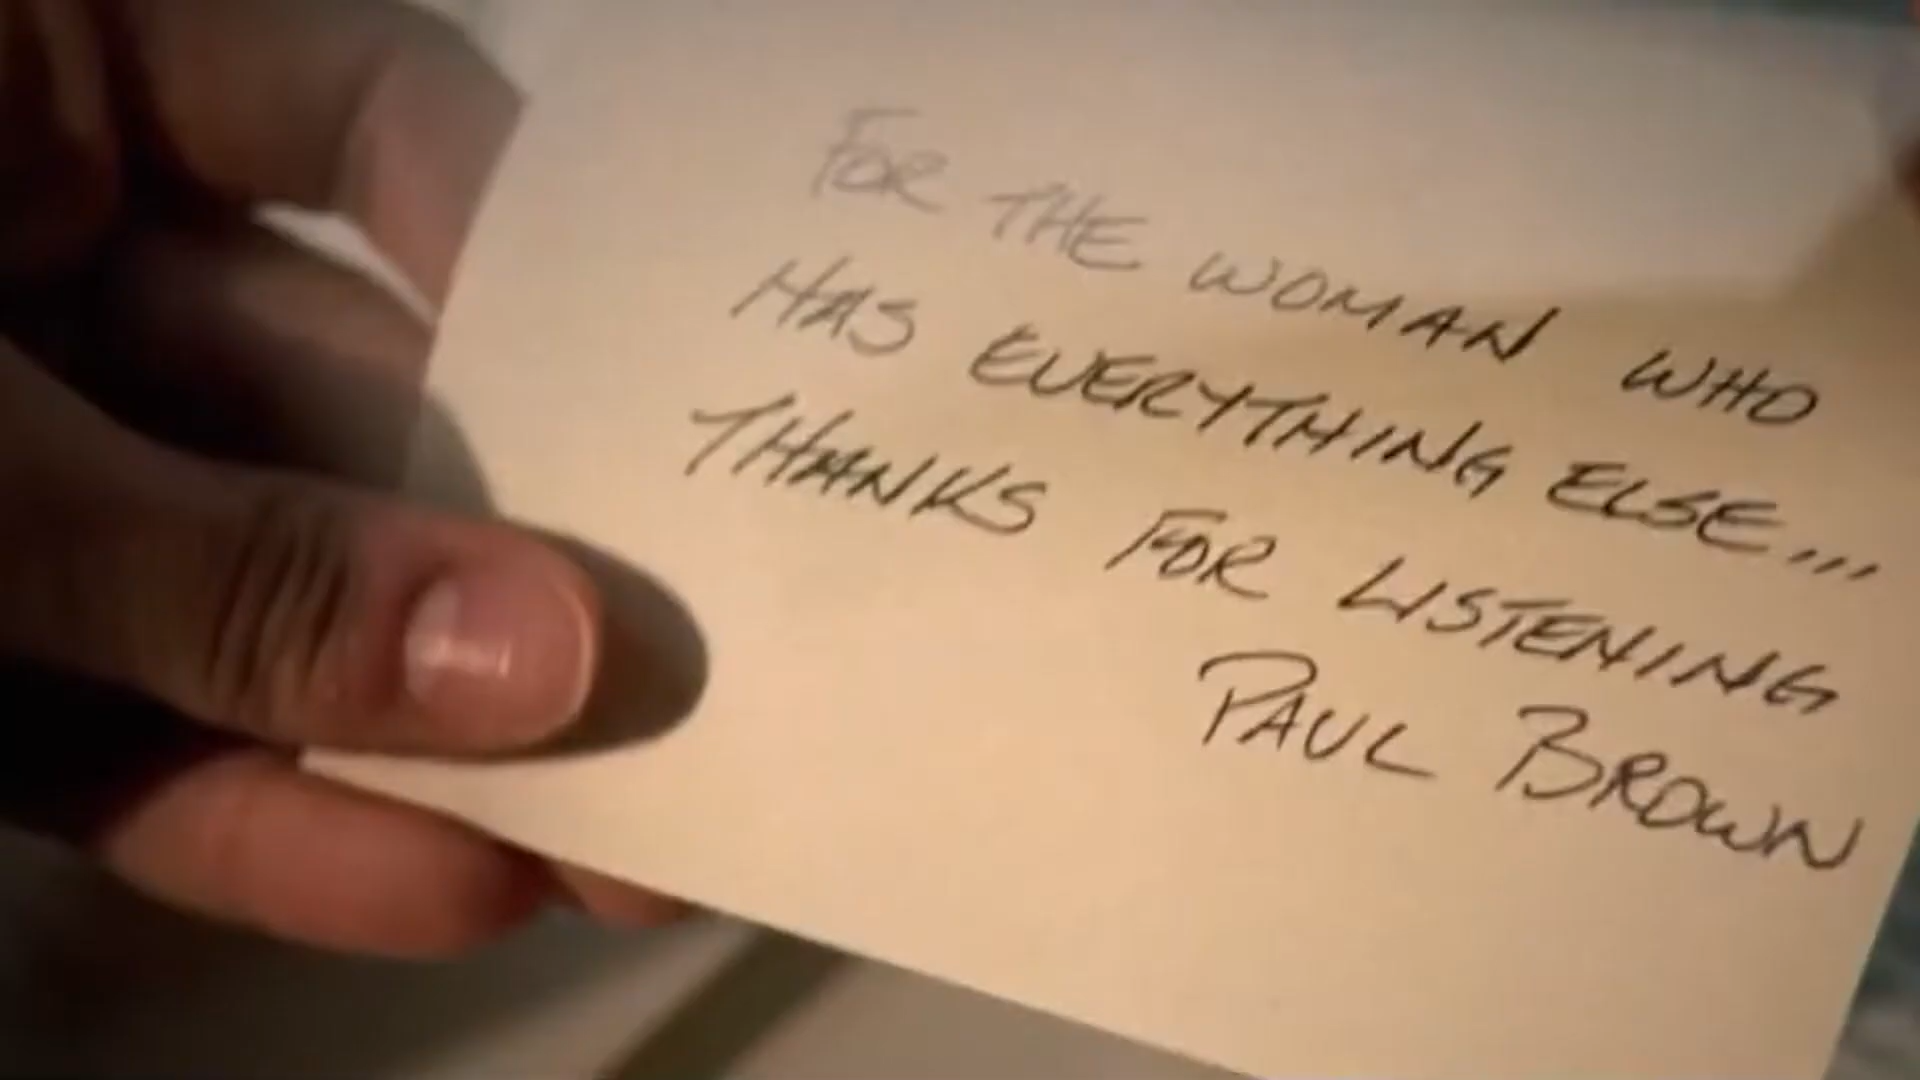 FOR THE WOMAN WHO
HAS EVERYTHING ELSE...
THANKS FOR LISTENING
PAUL BROWN